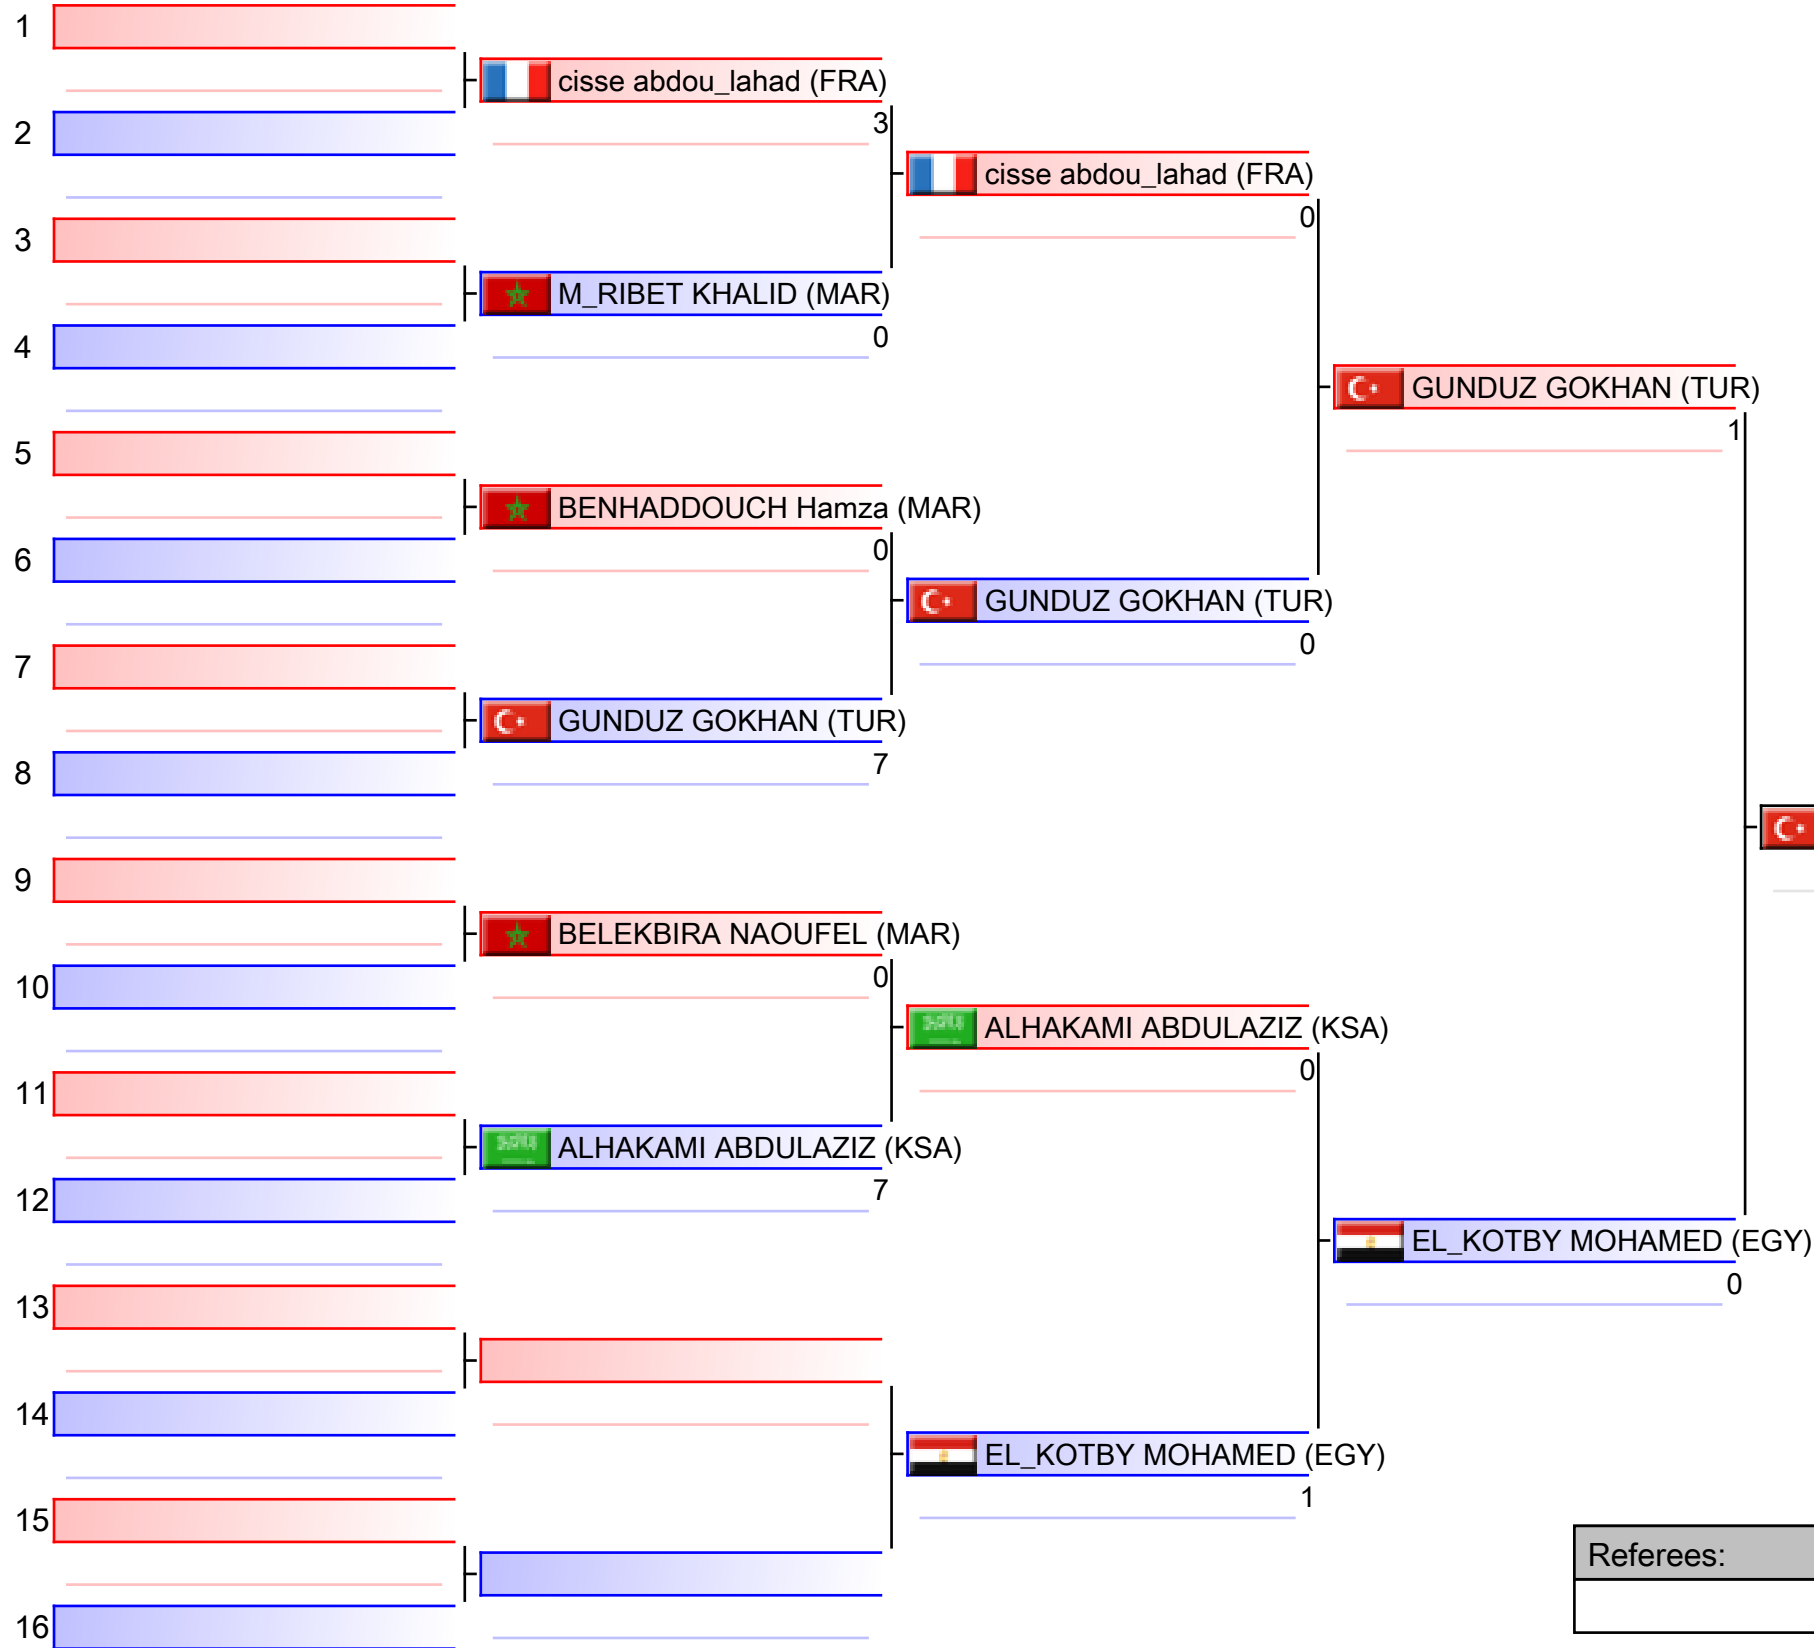 1
cisse abdou_lahad (FRA)
3
2
cisse abdou_lahad (FRA)
0
3
M_RIBET KHALID (MAR)
0
4
GUNDUZ GOKHAN (TUR)
1
5
BENHADDOUCH Hamza (MAR)
0
6
GUNDUZ GOKHAN (TUR)
0
7
GUNDUZ GOKHAN (TUR)
7
8
9
BELEKBIRA NAOUFEL (MAR)
0
10
ALHAKAMI ABDULAZIZ (KSA)
0
11
ALHAKAMI ABDULAZIZ (KSA)
7
12
EL_KOTBY MOHAMED (EGY)
0
13
14
EL_KOTBY MOHAMED (EGY)
1
15
Referees:
16